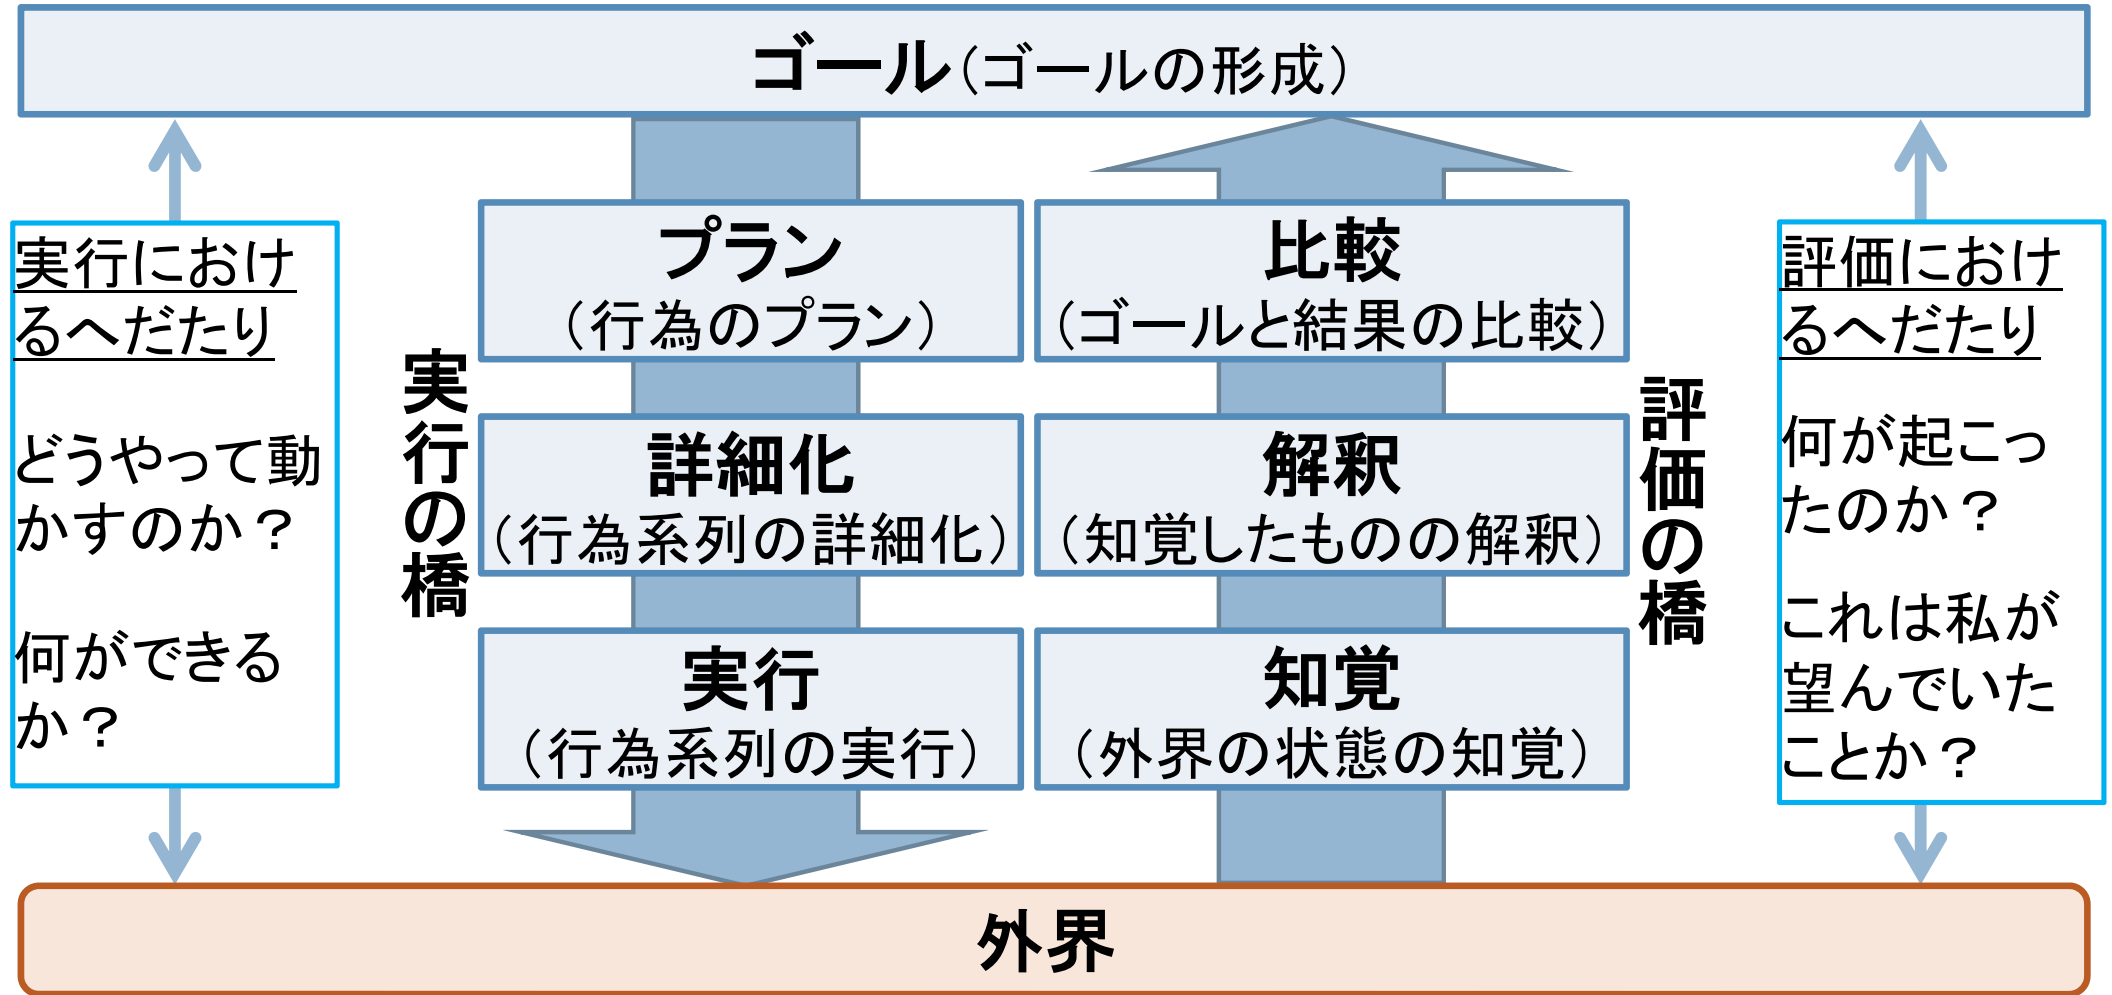 ゴール（ゴールの形成）
実行におけ
るへだたり
どうやって動
かすのか？
何ができる
か？
実行の橋
プラン
（行為のプラン）
詳細化
（行為系列の詳細化）
実行
（行為系列の実行）
比較
（ゴールと結果の比較）
解釈
（知覚したものの解釈）
知覚
（外界の状態の知覚）
評価の橋
評価におけ
るへだたり
何が起こっ
たのか？
これは私が
望んでいた
ことか？
外界